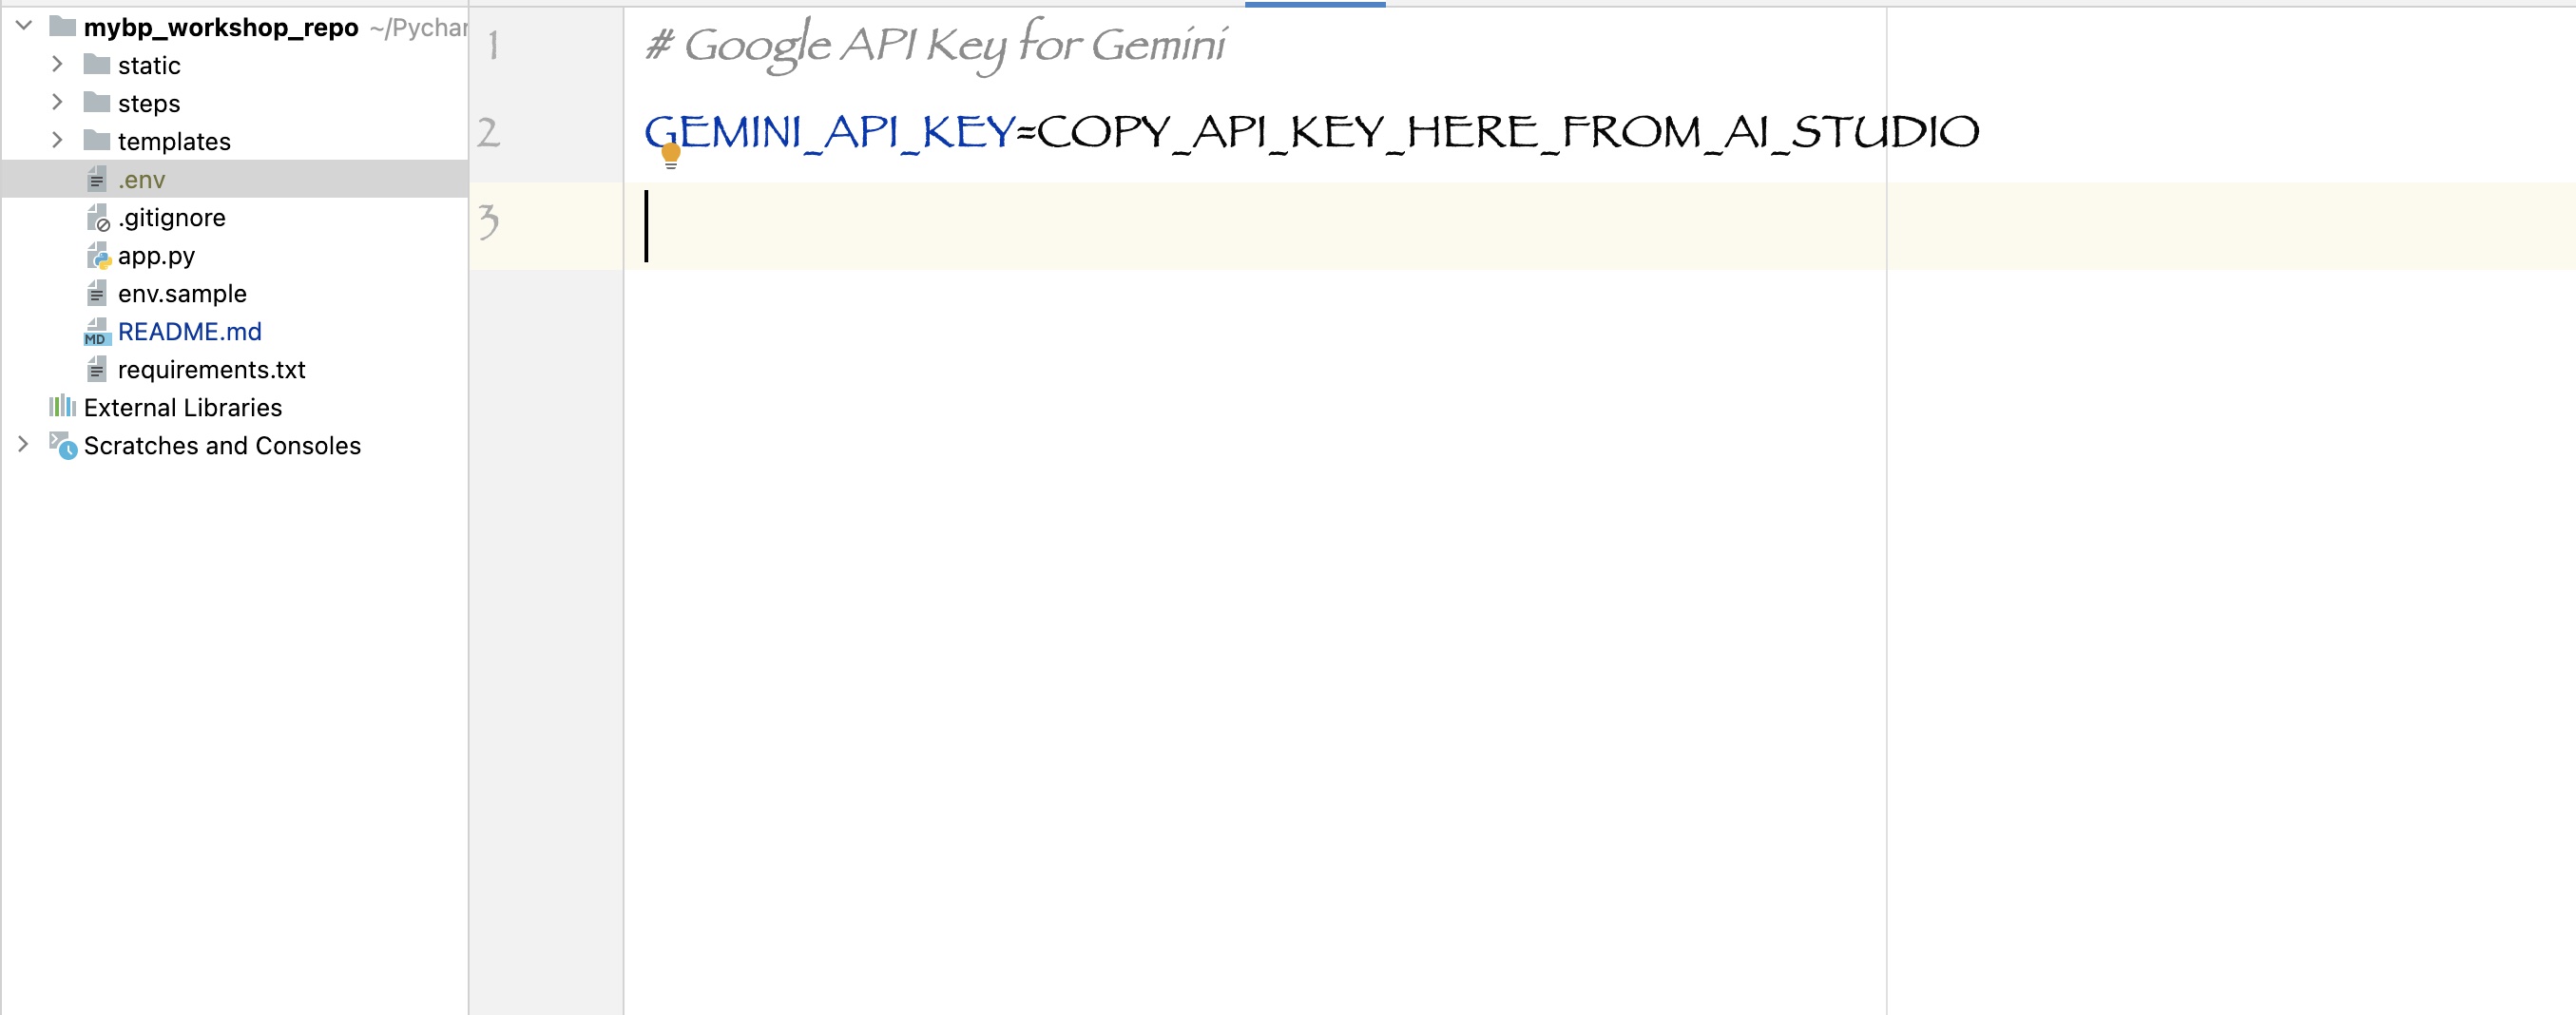 mybp_workshop_repo ~/Pychar
static
steps
templates
.env
.gitignore
app.py
env.sample
README.md
requirements.txt
External Libraries
Scratches and Consoles
1 # Google API Key for Gemini
2 GEMINI_API_KEY=COPY_API_KEY_HERE_FROM_AI_STUDIO
3